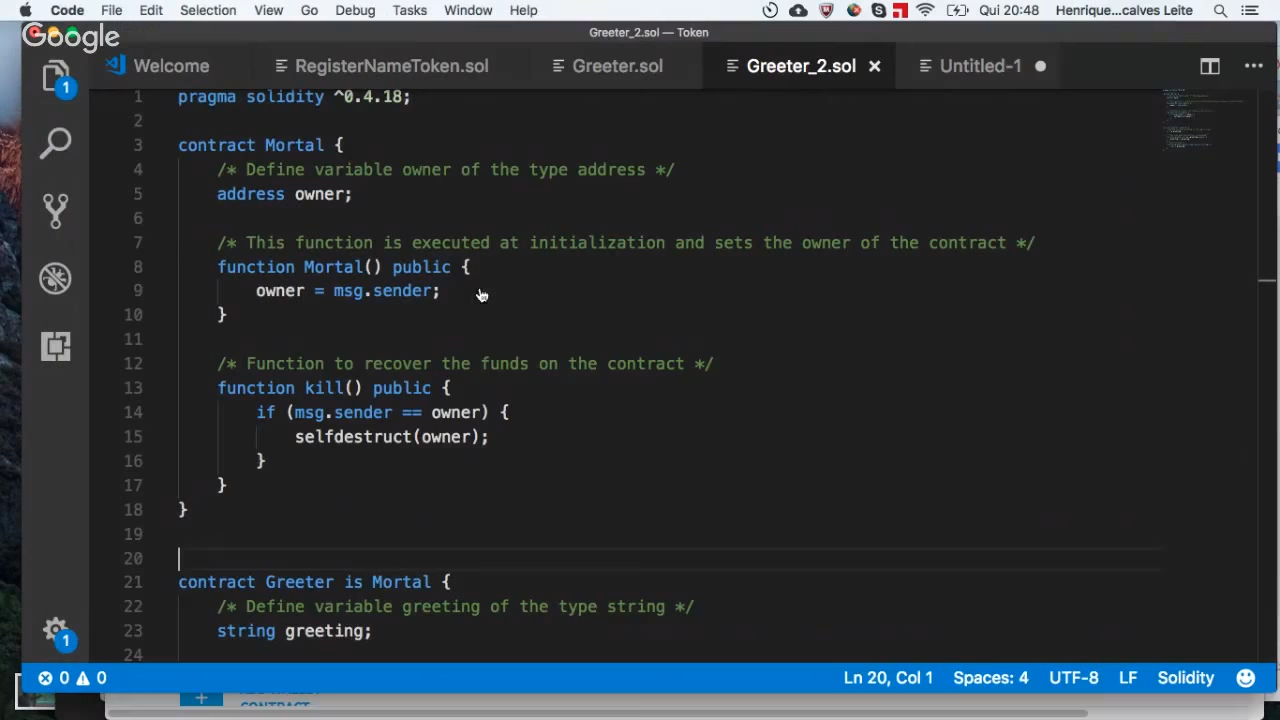 Code File Edit Selection View Go Debug Tasks Window Help Qui 20:48 Henrique...calves Leite
Google
Greeter_2.sol — Token
Welcome RegisterNameToken.sol Greeter.sol Greeter_2.sol Untitled-1
1 pragma solidity ^0.4.18;
2
3 contract Mortal {
4 /* Define variable owner of the type address */
5 address owner;
6
7 /* This function is executed at initialization and sets the owner of the contract */
8 function Mortal() public {
9 owner = msg.sender;
10 }
11
12 /* Function to recover the funds on the contract */
13 function kill() public {
14 if (msg.sender == owner) {
15 selfdestruct(owner);
16 }
17 }
18 }
19
20
21 contract Greeter is Mortal {
22 /* Define variable greeting of the type string */
23 string greeting;
24
1
1
0 0 Ln 20, Col 1 Spaces: 4 UTF-8 LF Solidity
CONTRACT